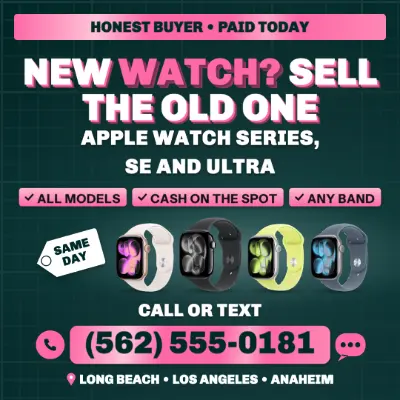 HONEST BUYER • PAID TODAY
NEW WATCH? SELL
THE OLD ONE
APPLE WATCH SERIES,
SE AND ULTRA
✓ ALL MODELS ✓ CASH ON THE SPOT ✓ ANY BAND
SAME
DAY
CALL OR TEXT
(562) 555-0181
LONG BEACH • LOS ANGELES • ANAHEIM